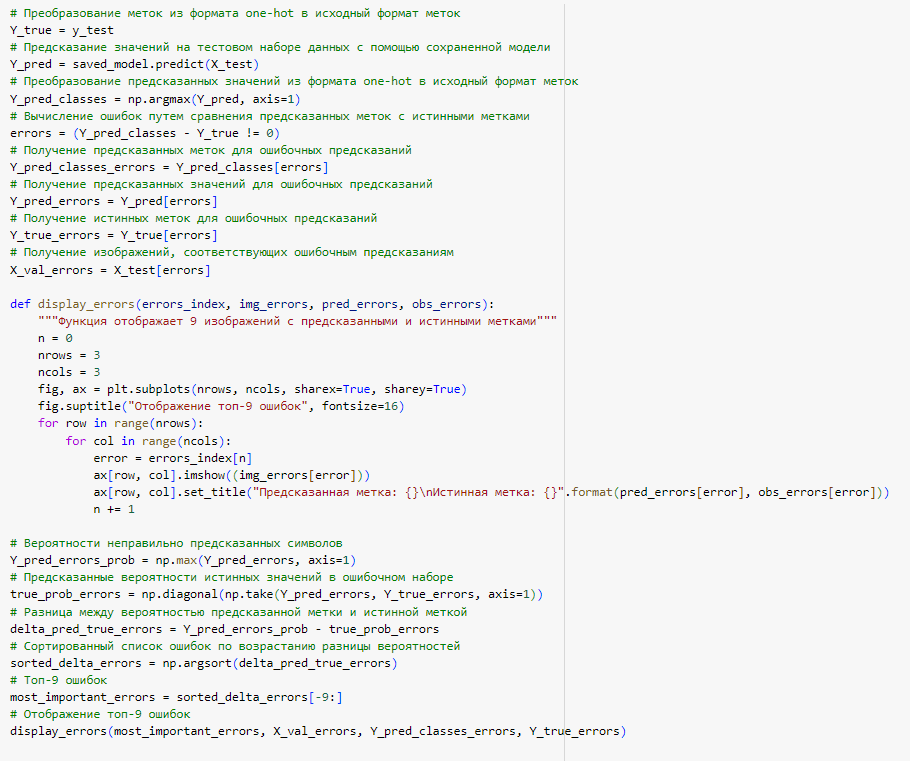 # Преобразование меток из формата one-hot в исходный формат меток
Y_true = y_test
# Предсказание значений на тестовом наборе данных с помощью сохраненной модели
Y_pred = saved_model.predict(X_test)
# Преобразование предсказанных значений из формата one-hot в исходный формат меток
Y_pred_classes = np.argmax(Y_pred, axis=1)
# Вычисление ошибок путем сравнения предсказанных меток с истинными метками
errors = (Y_pred_classes - Y_true != 0)
# Получение предсказанных меток для ошибочных предсказаний
Y_pred_classes_errors = Y_pred_classes[errors]
# Получение предсказанных значений для ошибочных предсказаний
Y_pred_errors = Y_pred[errors]
# Получение истинных меток для ошибочных предсказаний
Y_true_errors = Y_true[errors]
# Получение изображений, соответствующих ошибочным предсказаниям
X_val_errors = X_test[errors]

def display_errors(errors_index, img_errors, pred_errors, obs_errors):
    """Функция отображает 9 изображений с предсказанными и истинными метками"""
    n = 0
    nrows = 3
    ncols = 3
    fig, ax = plt.subplots(nrows, ncols, sharex=True, sharey=True)
    fig.suptitle("Отображение топ-9 ошибок", fontsize=16)
    for row in range(nrows):
        for col in range(ncols):
            error = errors_index[n]
            ax[row, col].imshow((img_errors[error]))
            ax[row, col].set_title("Предсказанная метка: {}\nИстинная метка: {}".format(pred_errors[error], obs_errors[error]))
            n += 1

# Вероятности неправильно предсказанных символов
Y_pred_errors_prob = np.max(Y_pred_errors, axis=1)
# Предсказанные вероятности истинных значений в ошибочном наборе
true_prob_errors = np.diagonal(np.take(Y_pred_errors, Y_true_errors, axis=1))
# Разница между вероятностью предсказанной метки и истинной меткой
delta_pred_true_errors = Y_pred_errors_prob - true_prob_errors
# Сортированный список ошибок по возрастанию разницы вероятностей
sorted_delta_errors = np.argsort(delta_pred_true_errors)
# Топ-9 ошибок
most_important_errors = sorted_delta_errors[-9:]
# Отображение топ-9 ошибок
display_errors(most_important_errors, X_val_errors, Y_pred_classes_errors, Y_true_errors)